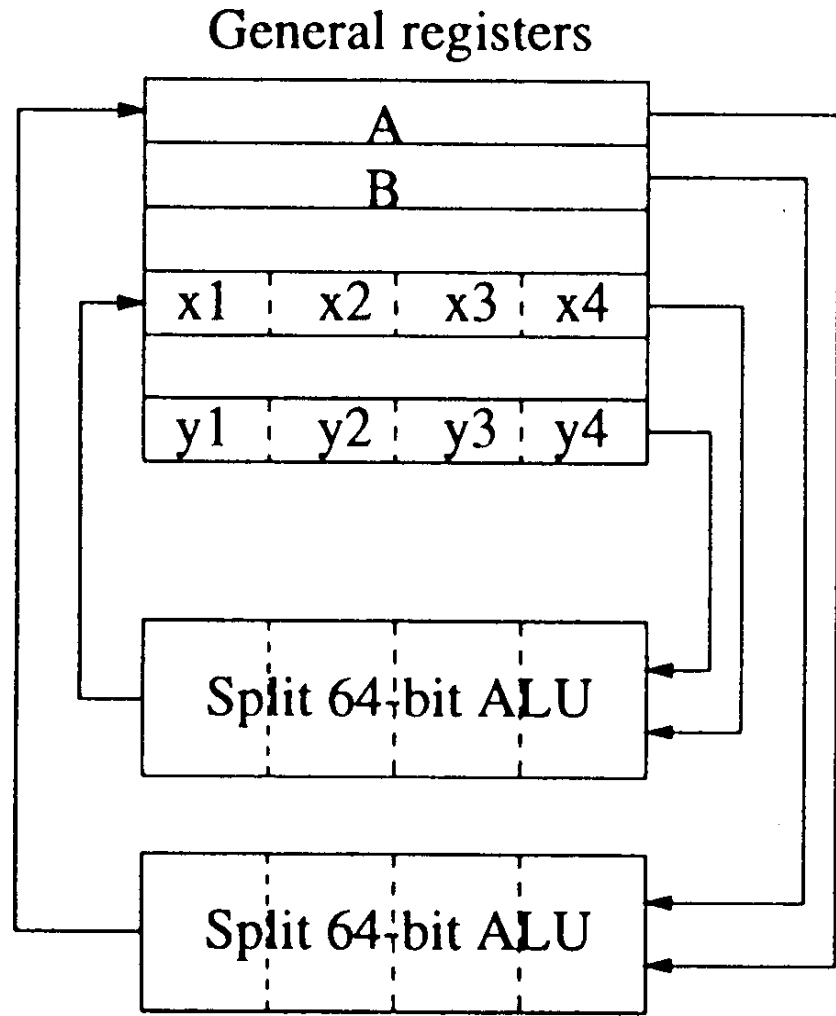 General registers
A
B
x1 x2 x3 x4
y1 y2 y3 y4
Split 64-bit ALU
Split 64-bit ALU